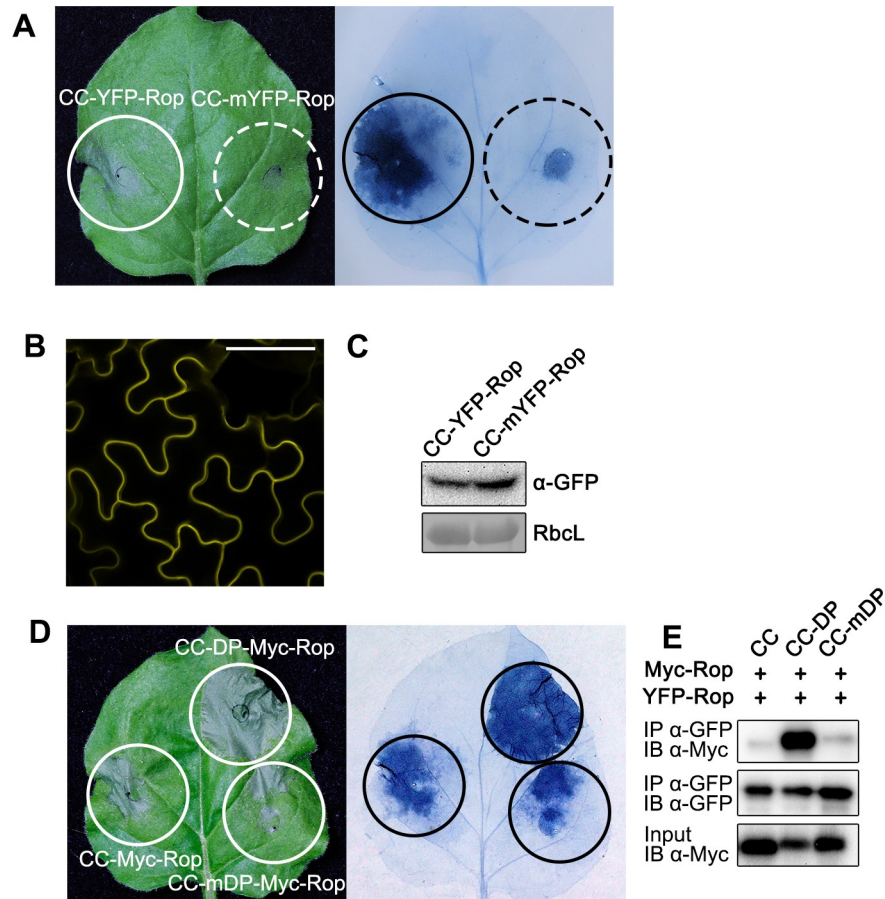 A
CC-YFP-Rop CC-mYFP-Rop
B
C
CC-YFP-Rop
CC-mYFP-Rop
α-GFP
RbcL
D
CC-DP-Myc-Rop
CC-Myc-Rop
CC-mDP-Myc-Rop
E
CC CC-DP CC-mDP
Myc-Rop + + +
YFP-Rop + + +
IP α-GFP
IB α-Myc
IP α-GFP
IB α-GFP
Input
IB α-Myc